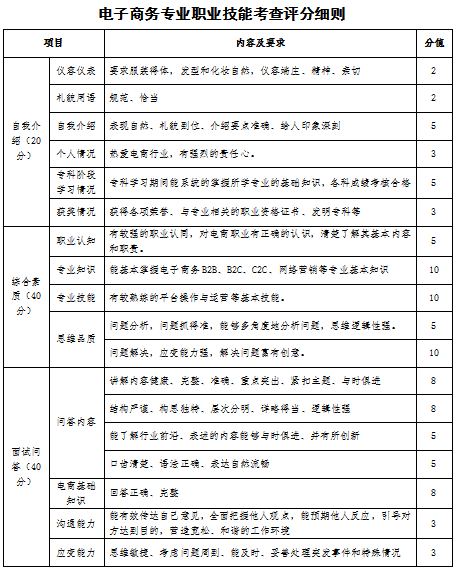 电子商务专业职业技能考查评分细则
项目 内容及要求 分值
自我介绍（20分） 仪容仪表 要求服装得体，发型和化妆自然，仪容端庄、精神、亲切 2
礼貌用语 规范、恰当 2
自我介绍 表现自然、礼貌到位、介绍要点准确、给人印象深刻 5
个人情况 热爱电商行业，有强烈的责任心。 3
专科阶段学习情况 专科学习期间能系统的掌握所学专业的基础知识，各科成绩考核合格 5
获奖情况 获得各项荣誉、与专业相关的职业资格证书、发明专利等 3
综合素质（40分） 职业认知 有较强的职业认同，对电商职业有正确的认识，清楚了解其基本内容
和职责。 5
专业知识 能基本掌握电子商务B2B、B2C、C2C、网络营销等专业基本知识 10
专业技能 有较熟练的平台操作与运营等基本技能。 10
思维品质 问题分析，问题抓得准，能够多角度地分析问题，思维逻辑性强。 5
问题解决，应变能力强，解决问题富有创意。 10
面试问答（40分） 问答内容 讲解内容健康、完整、准确、重点突出、紧扣主题、与时俱进 8
结构严谨、构思独特、层次分明、详略得当、逻辑性强 8
能了解行业前沿、表述的内容能够与时俱进、并有所创新 5
口齿清楚、语法正确、表达自然流畅 5
电商基础知识 回答正确、完整 8
沟通能力 能有效传达自己意见，全面把握他人观点，能预期他人反应，引导对
方达到目的，营造宽松、和谐的工作环境 3
应变能力 思维敏捷、考虑问题周到、能及时、妥善处理突发事件和特殊情况 3